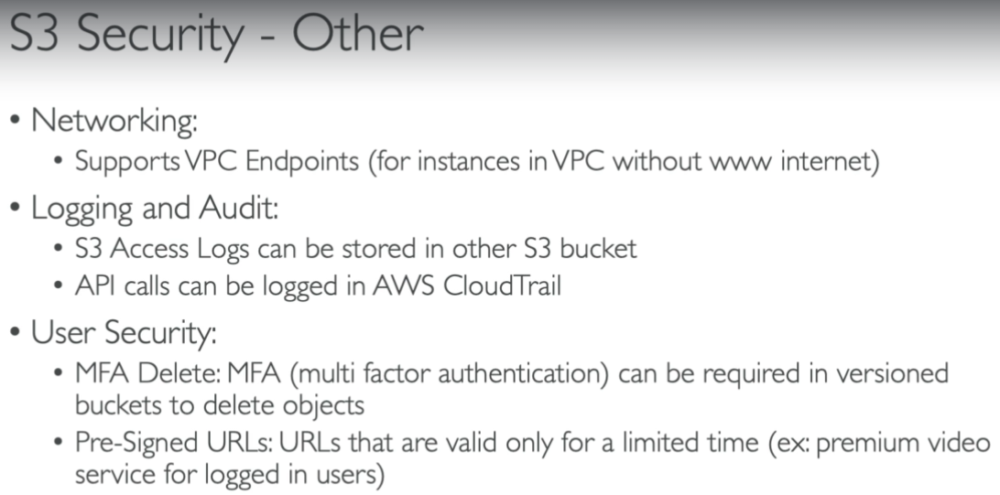 S3 Security - Other
• Networking:
• Supports VPC Endpoints (for instances in VPC without www internet)
• Logging and Audit:
• S3 Access Logs can be stored in other S3 bucket
• API calls can be logged in AWS CloudTrail
• User Security:
• MFA Delete: MFA (multi factor authentication) can be required in versioned
buckets to delete objects
• Pre-Signed URLs: URLs that are valid only for a limited time (ex: premium video
service for logged in users)